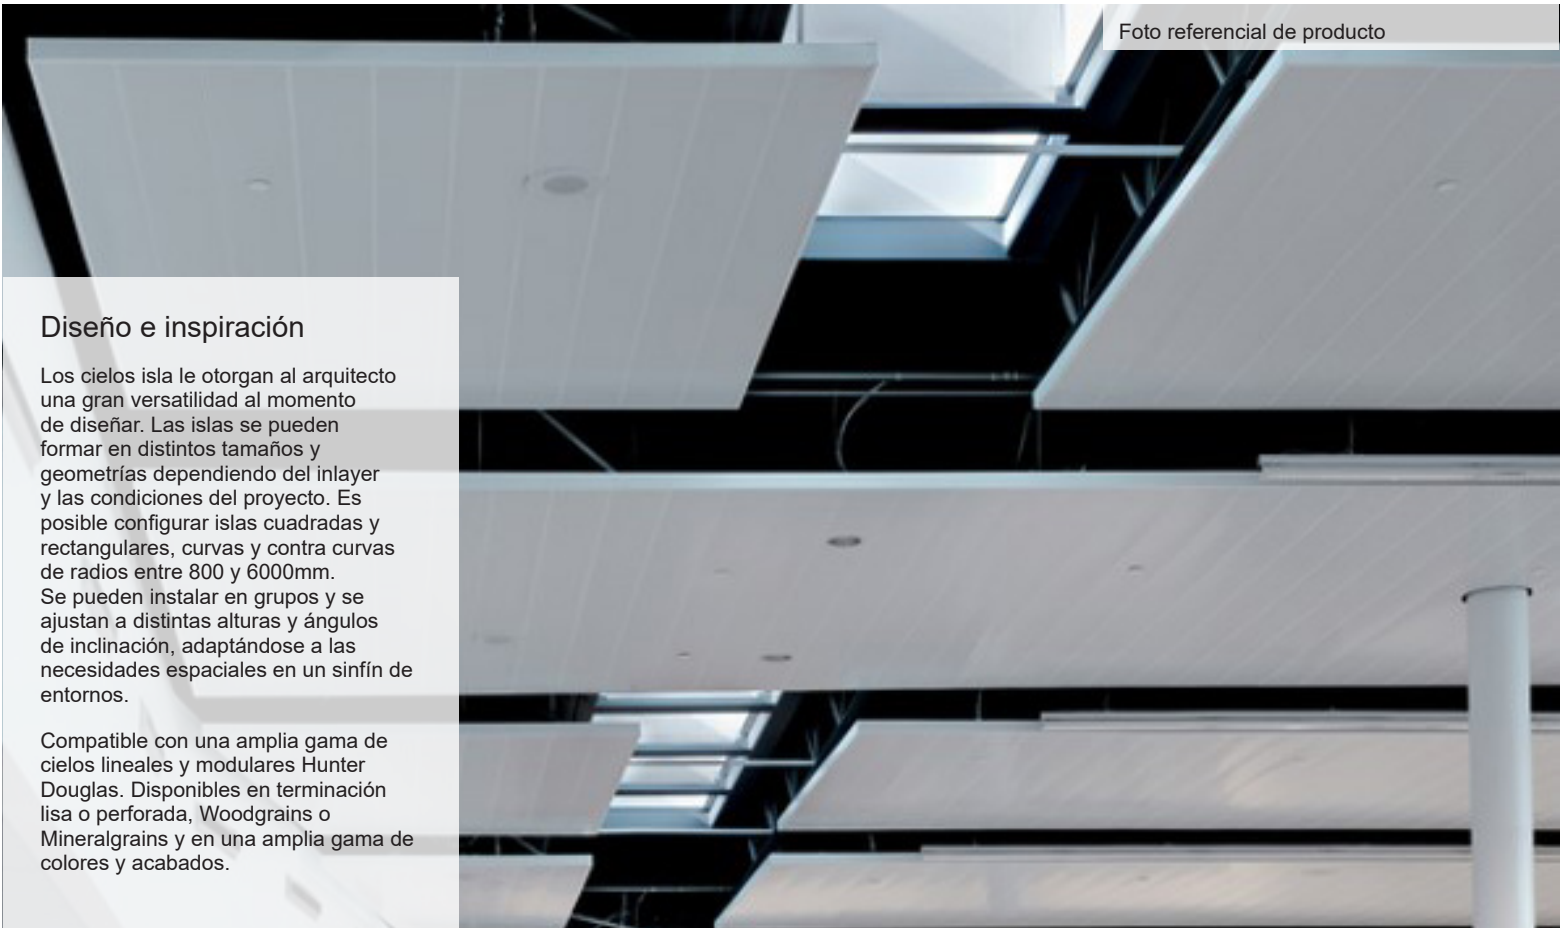 Foto referencial de producto
Diseño e inspiración
Los cielos isla le otorgan al arquitecto
una gran versatilidad al momento
de diseñar. Las islas se pueden
formar en distintos tamaños y
geometrías dependiendo del inlayer
y las condiciones del proyecto. Es
posible configurar islas cuadradas y
rectangulares, curvas y contra curvas
de radios entre 800 y 6000mm.
Se pueden instalar en grupos y se
ajustan a distintas alturas y ángulos
de inclinación, adaptándose a las
necesidades espaciales en un sinfín de
entornos.
Compatible con una amplia gama de
cielos lineales y modulares Hunter
Douglas. Disponibles en terminación
lisa o perforada, Woodgrains o
Mineralgrains y en una amplia gama de
colores y acabados.